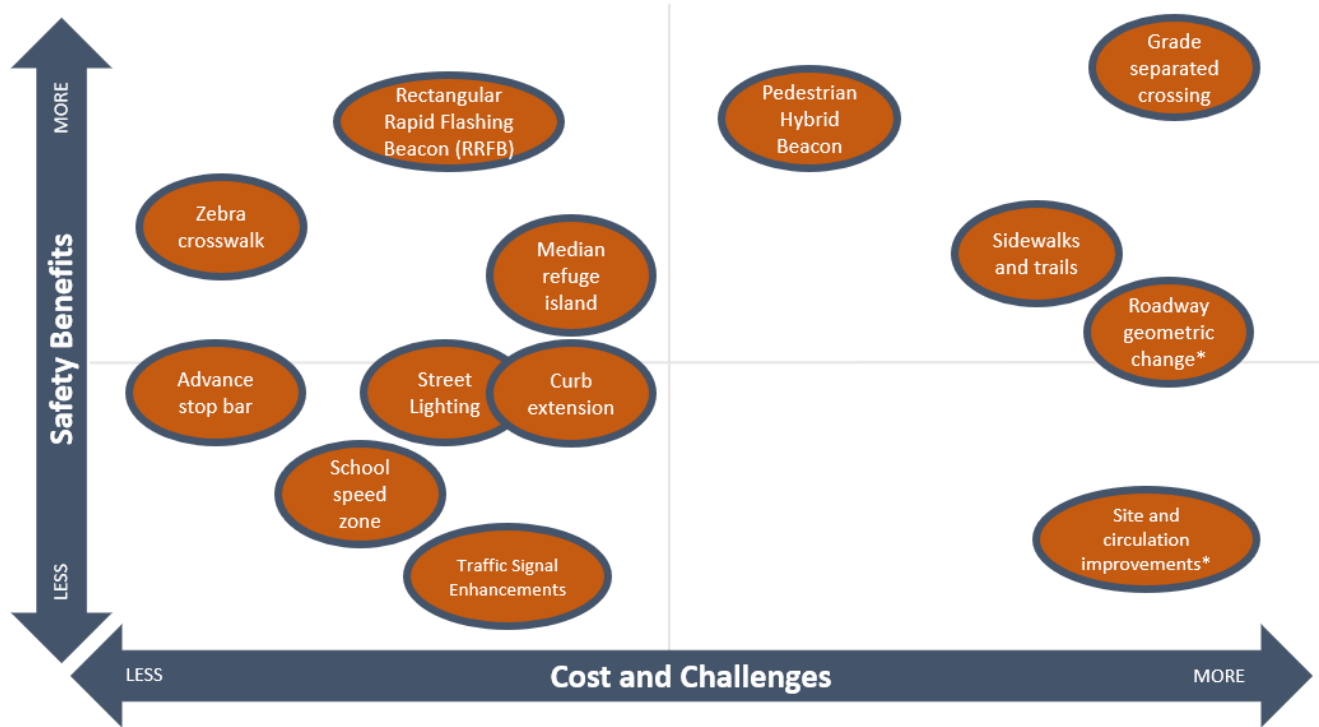 MORE
Safety Benefits
LESS
Grade
separated
crossing
Rectangular
Rapid Flashing
Beacon (RRFB)
Pedestrian
Hybrid
Beacon
Zebra
crosswalk
Median
refuge
island
Sidewalks
and trails
Roadway
geometric
change*
Advance
stop bar
Street
Lighting
Curb
extension
School
speed
zone
Site and
circulation
improvements*
Traffic Signal
Enhancements
LESS
Cost and Challenges
MORE